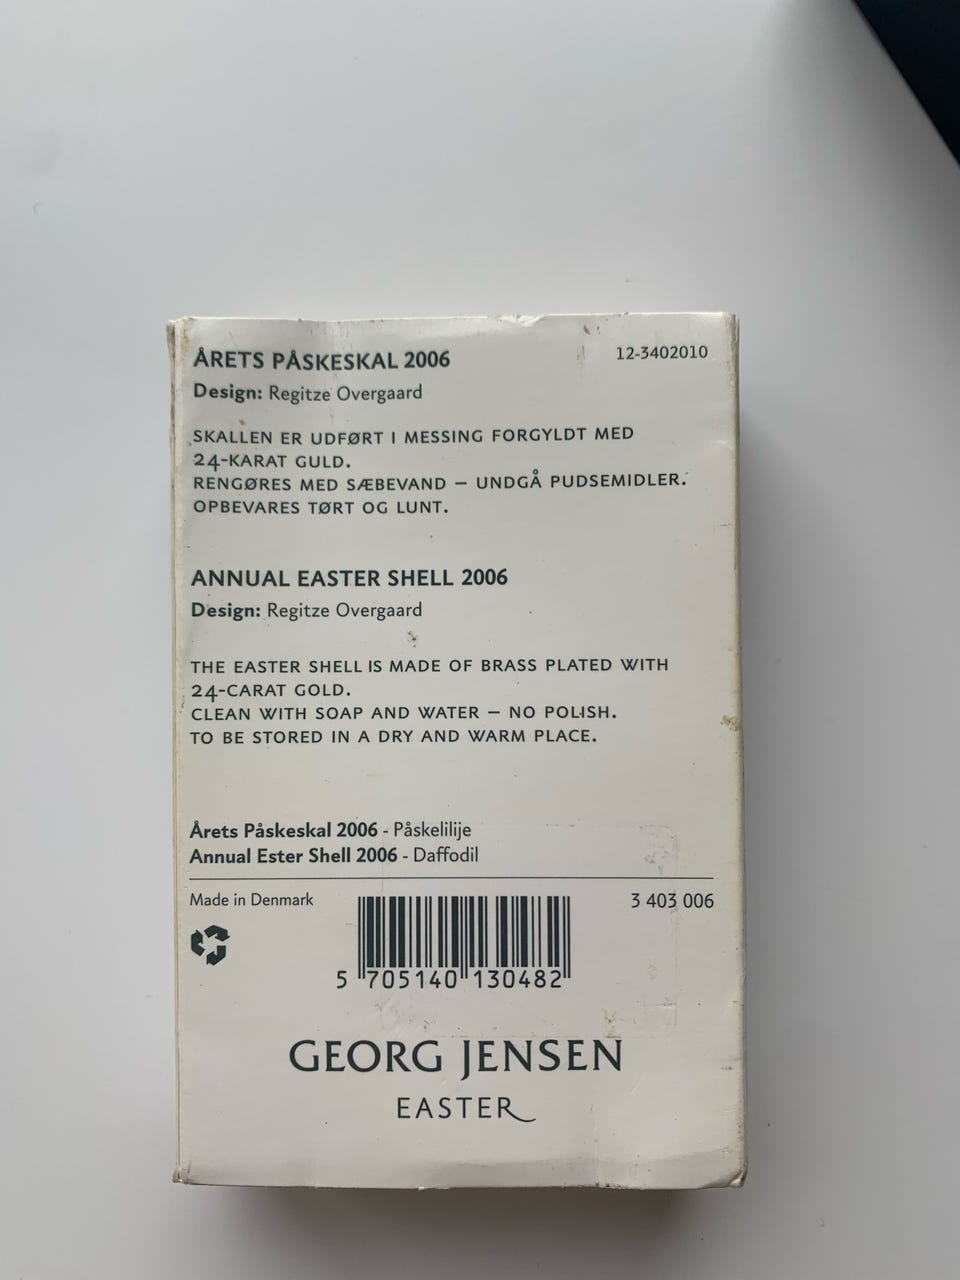 ÅRETS PÅSKESKAL 2006
12-3402010
Design: Regitze Overgaard
SKALLEN ER UDFØRT I MESSING FORGYLDT MED
24-KARAT GULD.
RENGØRES MED SÆBEVAND – UNDGÅ PUDSEMIDLER.
OPBEVARES TØRT OG LUNT.
ANNUAL EASTER SHELL 2006
Design: Regitze Overgaard
THE EASTER SHELL IS MADE OF BRASS PLATED WITH
24-CARAT GOLD.
CLEAN WITH SOAP AND WATER – NO POLISH.
TO BE STORED IN A DRY AND WARM PLACE.
Årets Påskeskal 2006 - Påskelilije
Annual Ester Shell 2006 - Daffodil
Made in Denmark
3 403 006
5 705140 130482
GEORG JENSEN
EASTER